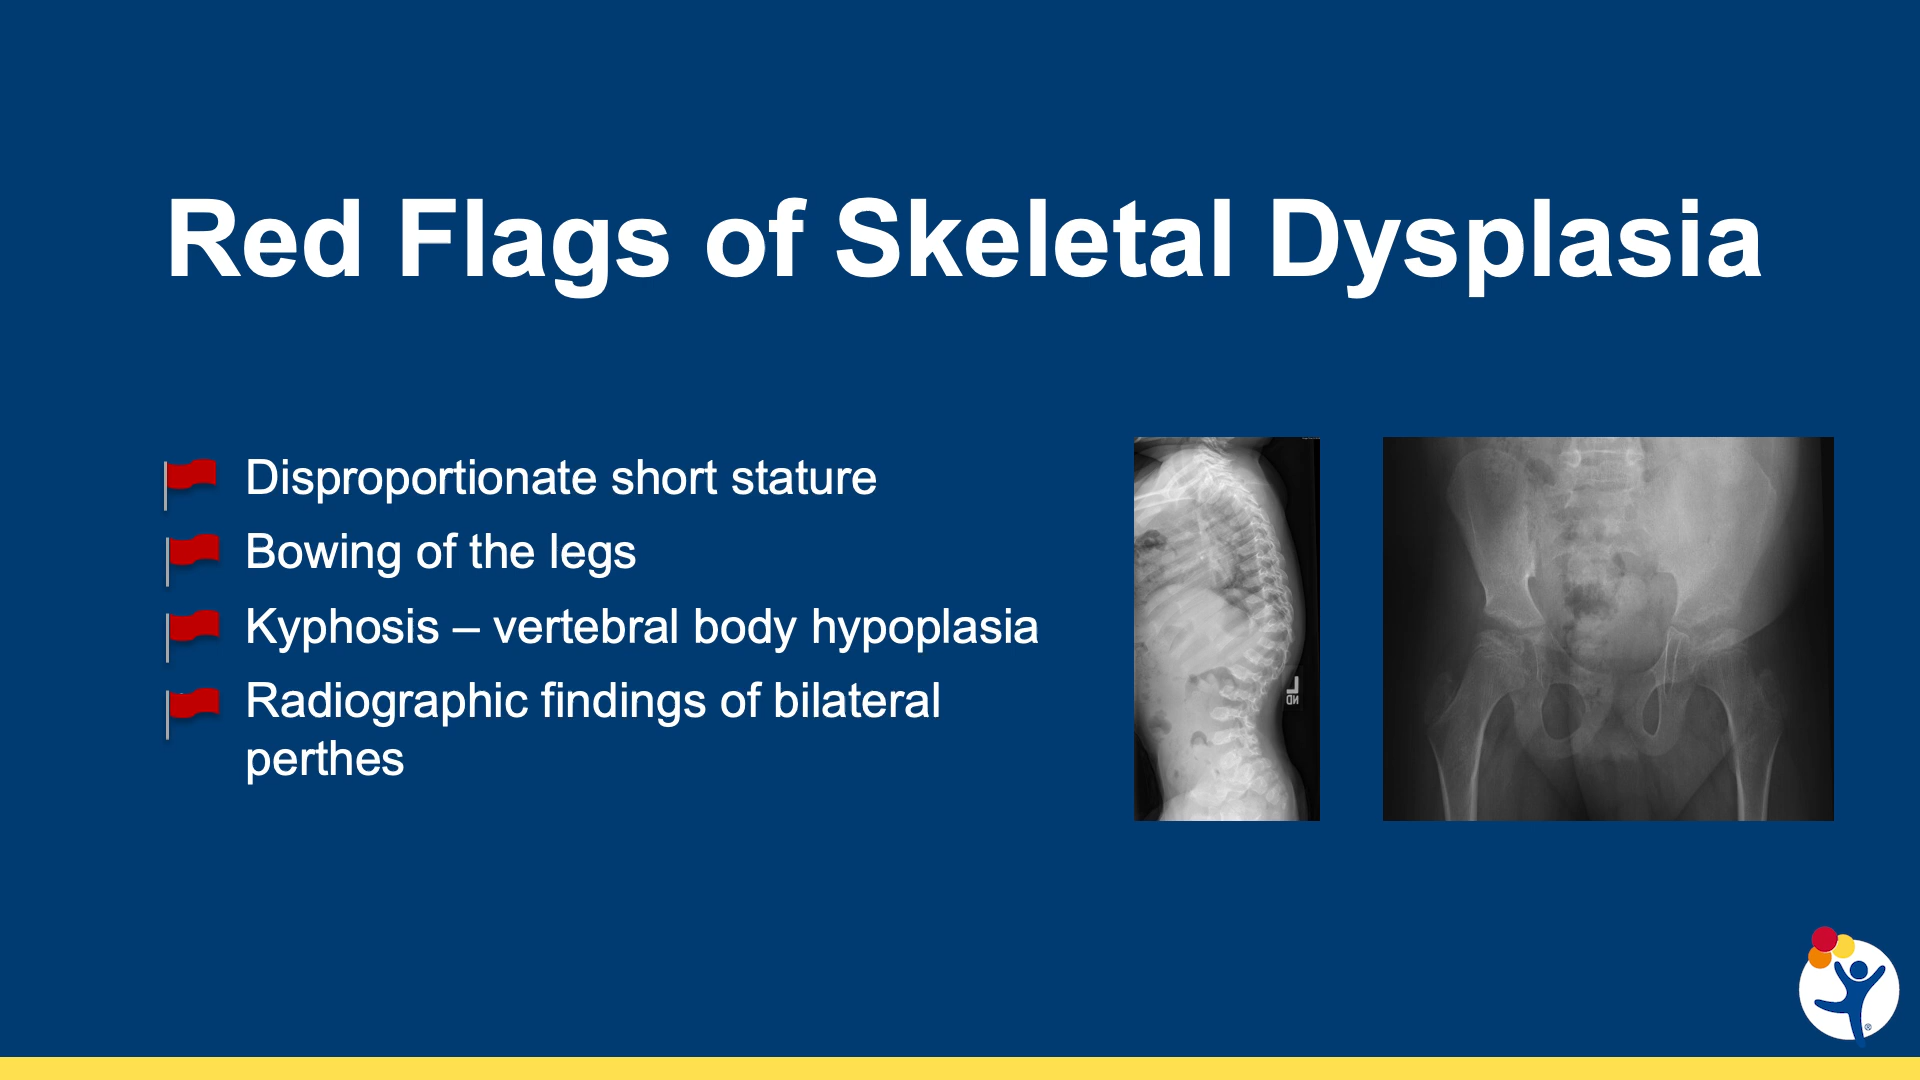 Red Flags of Skeletal Dysplasia
Disproportionate short stature
Bowing of the legs
Kyphosis – vertebral body hypoplasia
Radiographic findings of bilateral
perthes
L
ND
®